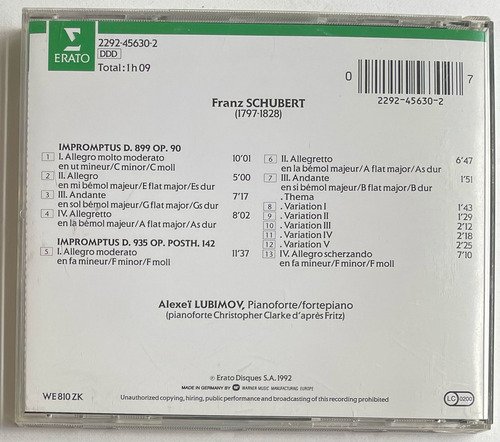 ERATO
2292-45630-2
DDD
Total: 1 h 09
0 7
2292-45630-2
Franz SCHUBERT
(1797-1828)
IMPROMPTUS D. 899 OP. 90
1 I. Allegro molto moderato 10'01
en ut mineur/C minor/C moll
2 II. Allegro 5'00
en mi bémol majeur/E flat major/Es dur
3 III. Andante 7'17
en sol bémol majeur/G flat major/Gs dur
4 IV. Allegretto 8'02
en la bémol majeur/A flat major/As dur
IMPROMPTUS D. 935 OP. POSTH. 142
5 I. Allegro moderato 11'37
en fa mineur/F minor/F moll
6 II. Allegretto 6'47
en la bémol majeur/A flat major/As dur
7 III. Andante 1'51
en si bémol majeur/B flat major/B dur
. Thema
8 . Variation I 1'43
9 . Variation II 1'29
10 . Variation III 2'12
11 . Variation IV 2'18
12 . Variation V 2'25
13 IV. Allegro scherzando 7'10
en fa mineur/F minor/F moll
Alexeï LUBIMOV, Pianoforte/fortepiano
(pianoforte Christopher Clarke d'après Fritz)
℗ Erato Disques S.A. 1992
MADE IN GERMANY BY WARNER MUSIC MANUFACTURING EUROPE
WE 810 ZK
Unauthorized copying, hiring, public performance and broadcasting of this recording prohibited
LC 0200